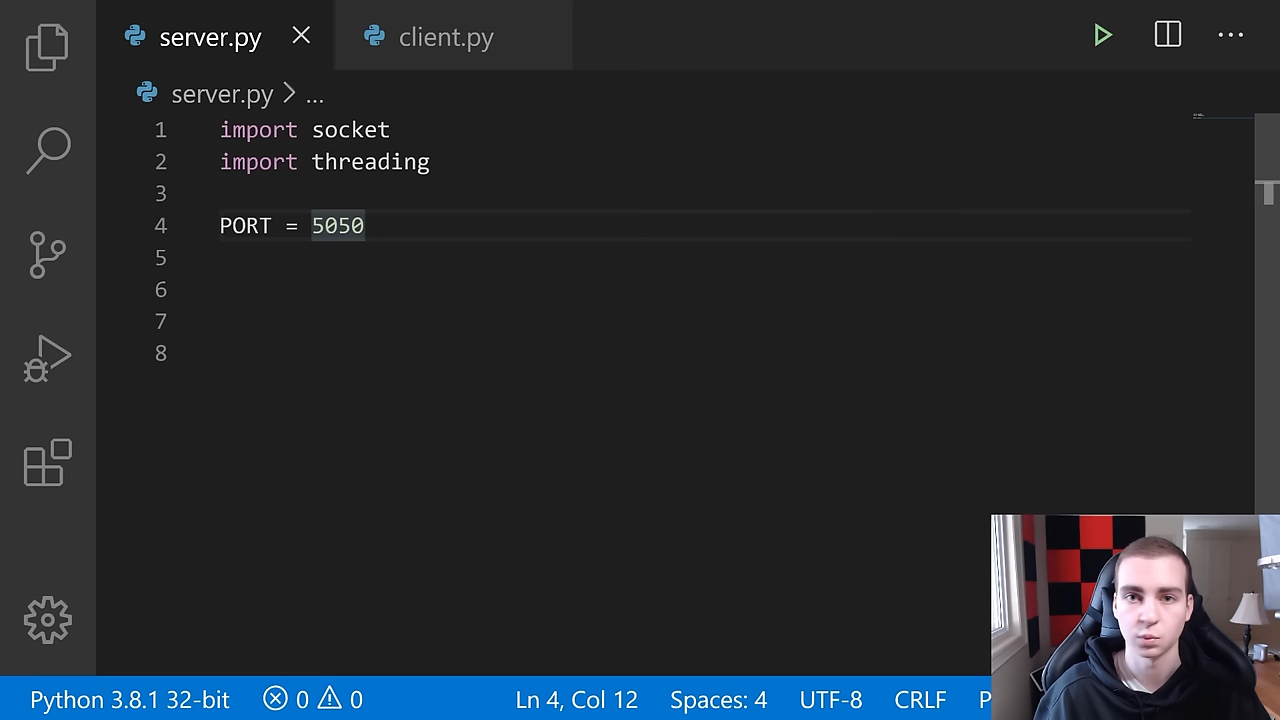 server.py
client.py
server.py > ...
1 import socket
2 import threading
3
4 PORT = 5050
5
6
7
8
Python 3.8.1 32-bit 0 0 Ln 4, Col 12 Spaces: 4 UTF-8 CRLF P